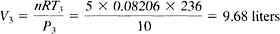 V₃ = nRT₃ / P₃ = 5 × 0.08206 × 236 / 10 = 9.68 liters